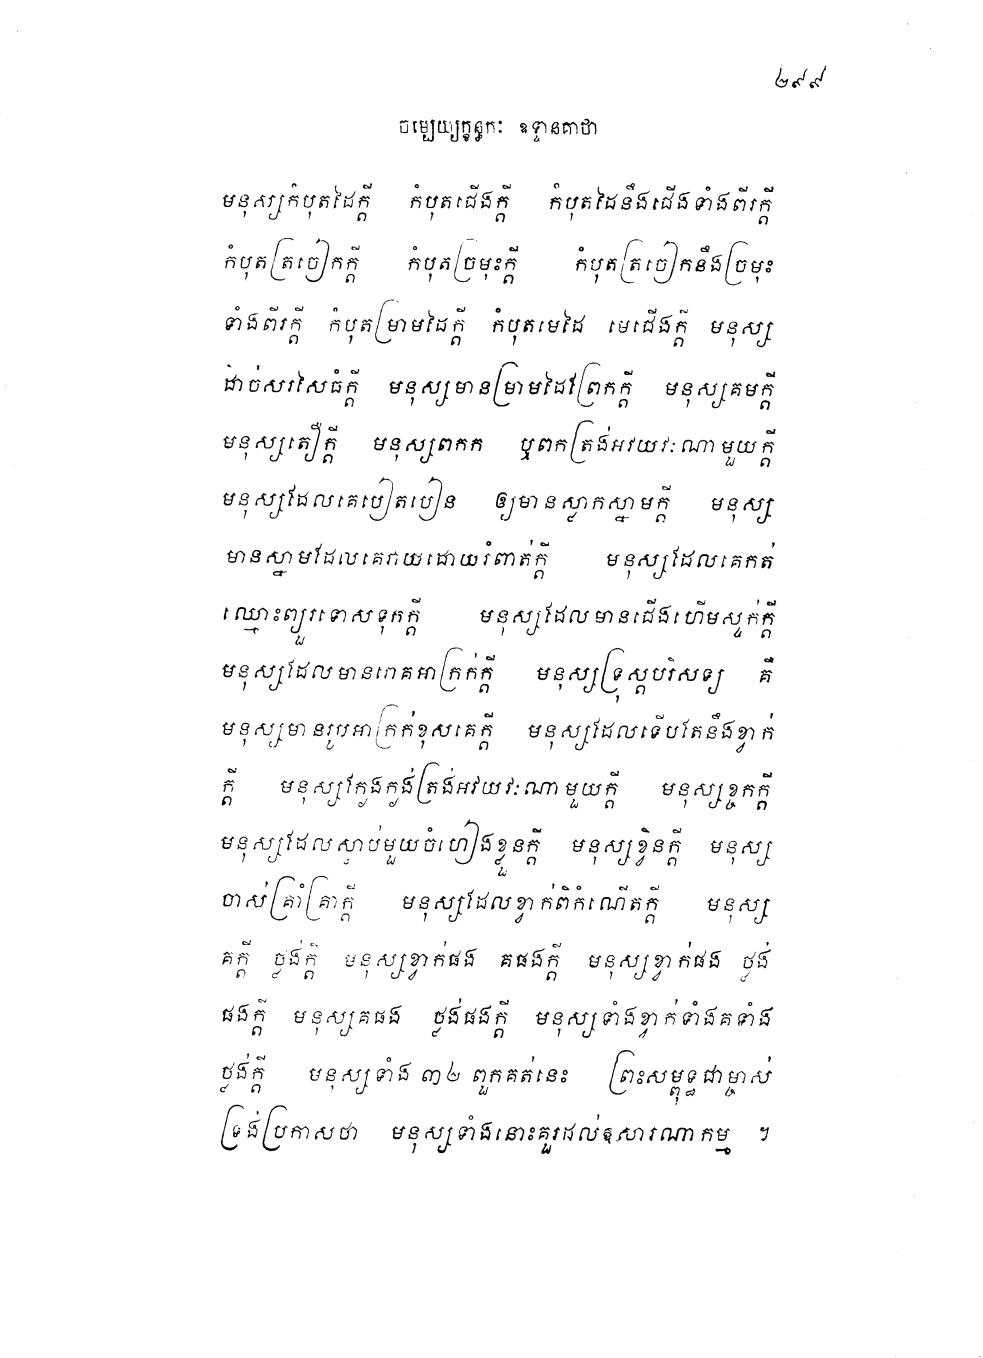 ២៩៩
ចម្បេយ្យក្ខន្ធកៈ ឧទ្ទានគាថា
មនុស្សកំបុតដៃក្តី កំបុតជើងក្តី កំបុតដៃនឹងជើងទាំងពីរក្តី
កំបុតត្រចៀកក្តី កំបុតច្រមុះក្តី កំបុតត្រចៀកនឹងច្រមុះ
ទាំងពីរក្តី កំបុតម្រាមដៃក្តី កំបុតមេដៃ មេជើងក្តី មនុស្ស
ដាច់សរសៃធំក្តី មនុស្សមានម្រាមដៃព្រែកក្តី មនុស្សគមក្តី
មនុស្សតឿក្តី មនុស្សពកក ឬពកត្រង់អវយវៈណាមួយក្តី
មនុស្សដែលគេបៀតបៀន ឲ្យមានស្លាកស្នាមក្តី មនុស្ស
មានស្នាមដែលគេវាយដោយរំពាត់ក្តី មនុស្សដែលគេកត់
ឈ្មោះព្យួរទោសទុកក្តី មនុស្សដែលមានជើងហើមស្ទក់ក្តី
មនុស្សដែលមានរោគអាក្រក់ក្តី មនុស្សទ្រុស្តបរិសទ្យ គឺ
មនុស្សមានរូបអាក្រក់ខុសគេក្តី មនុស្សដែលទើបតែនឹងខ្វាក់
ក្តី មនុស្សក្ងែងក្ងង់ត្រង់អវយវៈណាមួយក្តី មនុស្សខ្ចកក្តី
មនុស្សដែលស្លាប់មួយចំហៀងខ្លួនក្តី មនុស្សខ្វិនក្តី មនុស្ស
ចាស់គ្រាំគ្រាក្តី មនុស្សដែលខ្វាក់ពីកំណើតក្តី មនុស្ស
គក្តី ថ្លង់ក្តី មនុស្សខ្វាក់ផង គផងក្តី មនុស្សខ្វាក់ផង ថ្លង់
ផងក្តី មនុស្សគផង ថ្លង់ផងក្តី មនុស្សទាំងខ្វាក់ទាំងគទាំង
ថ្លង់ក្តី មនុស្សទាំង ៣២ ពួកគត់នេះ ព្រះសម្ពុទ្ធជាម្ចាស់
ទ្រង់ប្រកាសថា មនុស្សទាំងនោះគួរដល់ឧសារណាកម្ម ។